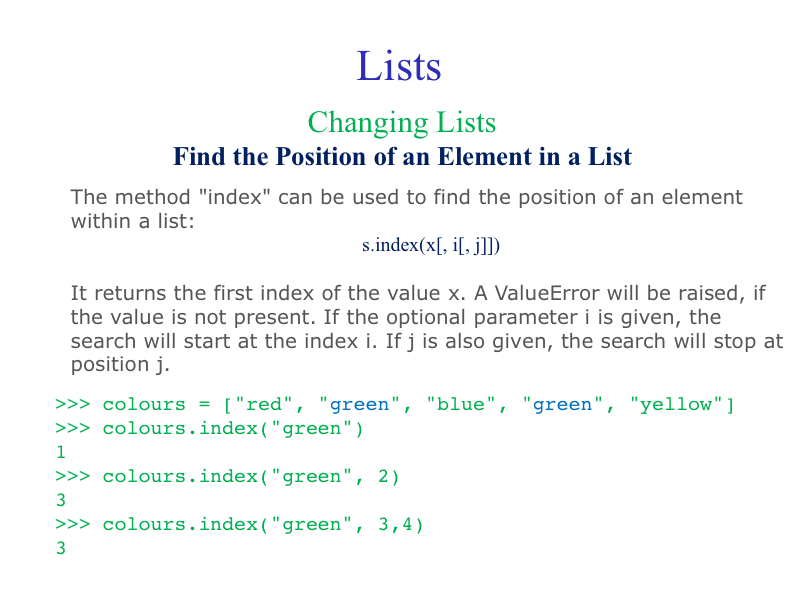 Lists
Changing Lists
Find the Position of an Element in a List
The method "index" can be used to find the position of an element
within a list:
s.index(x[, i[, j]])
It returns the first index of the value x. A ValueError will be raised, if
the value is not present. If the optional parameter i is given, the
search will start at the index i. If j is also given, the search will stop at
position j.
>>> colours = ["red", "green", "blue", "green", "yellow"]
>>> colours.index("green")
1
>>> colours.index("green", 2)
3
>>> colours.index("green", 3,4)
3